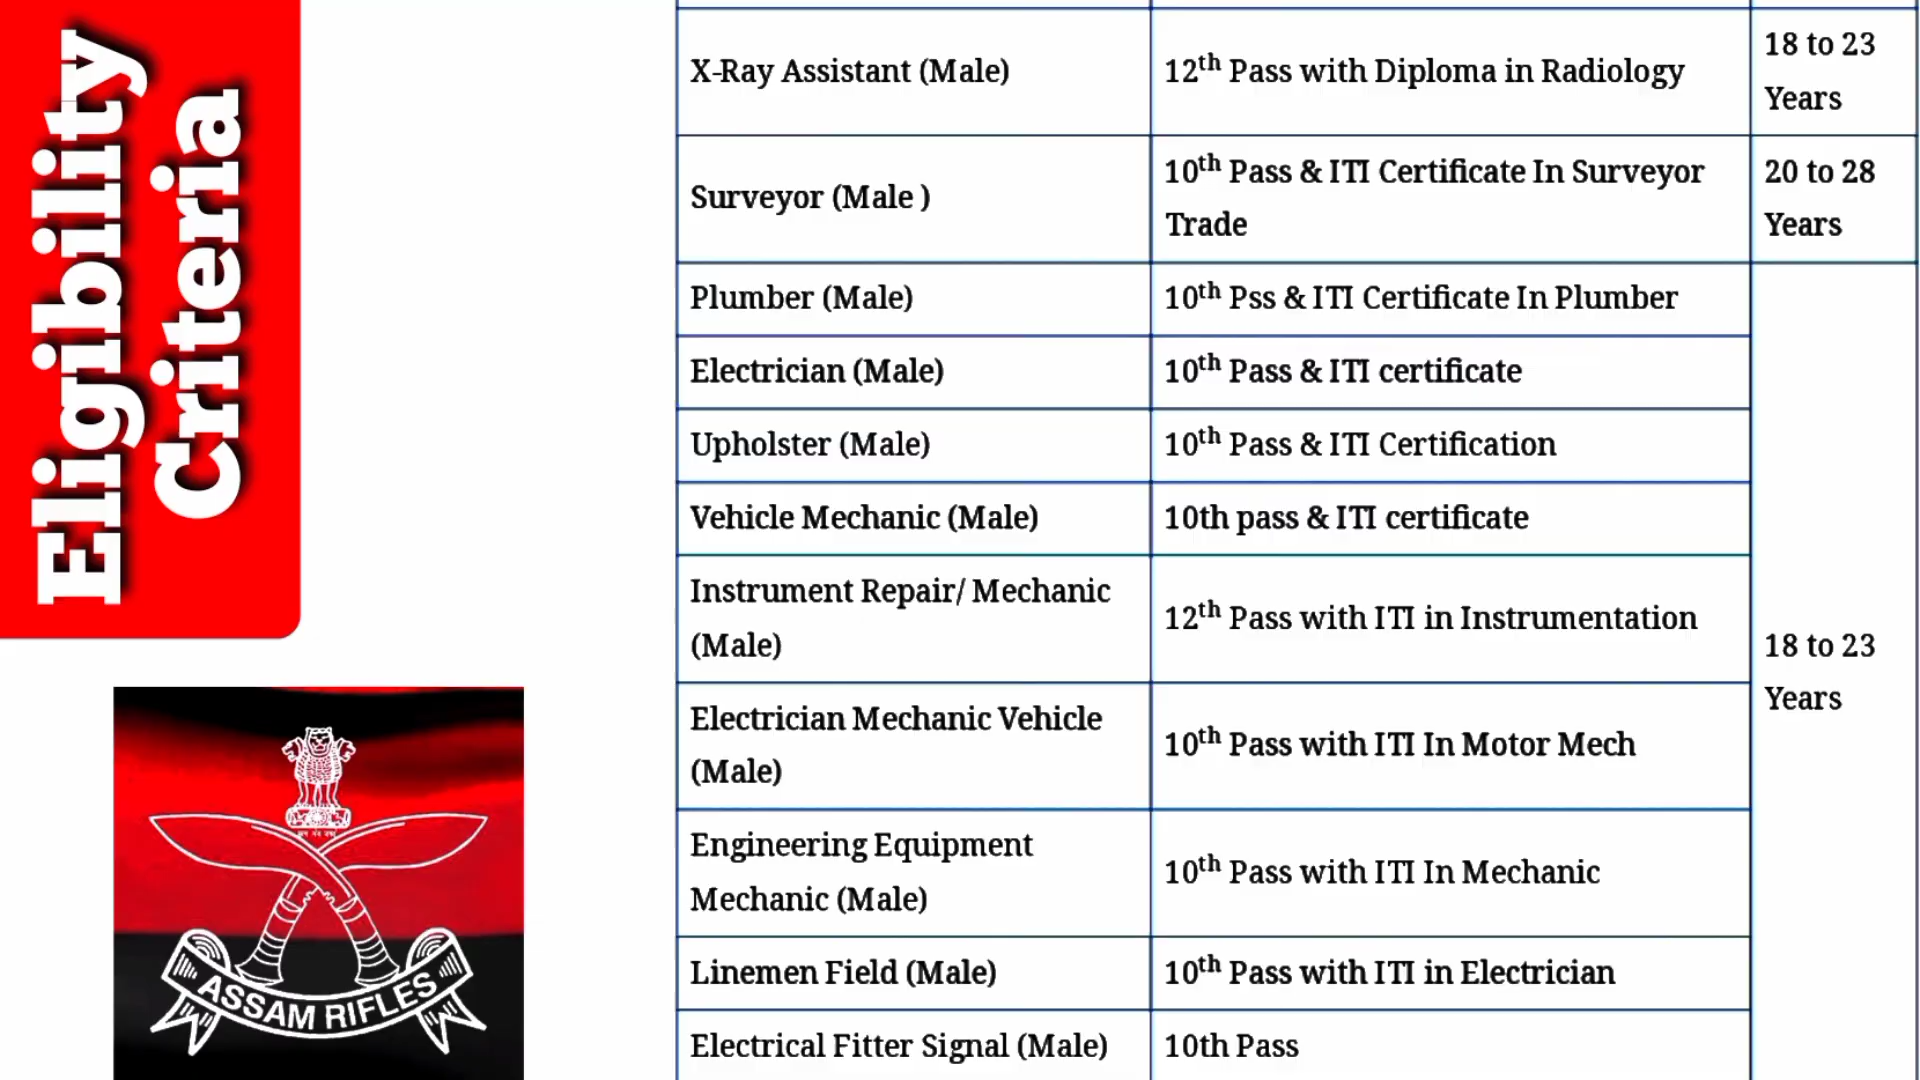 Eligibility
Criteria
X-Ray Assistant (Male)
12th Pass with Diploma in Radiology
18 to 23
Years
Surveyor (Male )
10th Pass & ITI Certificate In Surveyor
Trade
20 to 28
Years
Plumber (Male)
10th Pss & ITI Certificate In Plumber
Electrician (Male)
10th Pass & ITI certificate
Upholster (Male)
10th Pass & ITI Certification
Vehicle Mechanic (Male)
10th pass & ITI certificate
Instrument Repair/ Mechanic
(Male)
12th Pass with ITI in Instrumentation
18 to 23
Years
Electrician Mechanic Vehicle
(Male)
10th Pass with ITI In Motor Mech
Engineering Equipment
Mechanic (Male)
10th Pass with ITI In Mechanic
Linemen Field (Male)
10th Pass with ITI in Electrician
Electrical Fitter Signal (Male)
10th Pass
ASSAM RIFLES